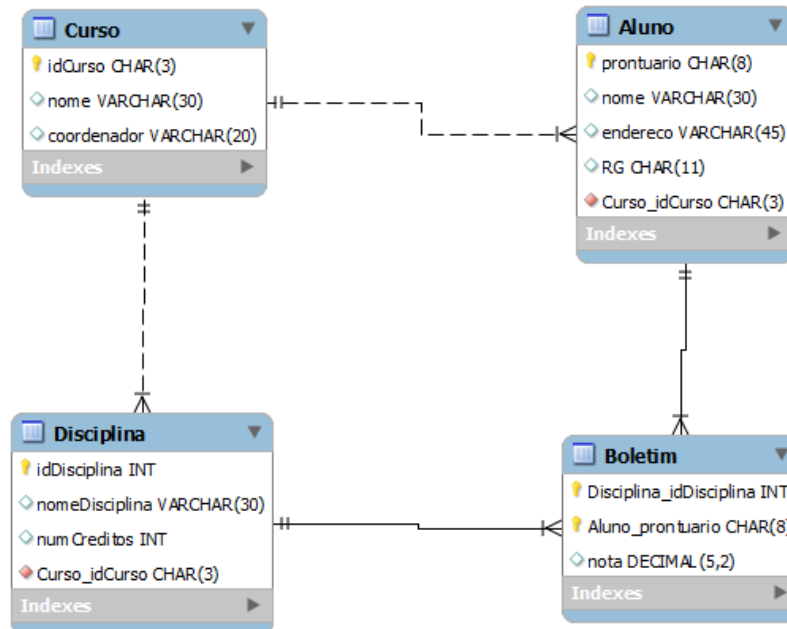 Curso
idCurso CHAR(3)
nome VARCHAR(30)
coordenador VARCHAR(20)
Indexes
Aluno
prontuario CHAR(8)
nome VARCHAR(30)
endereco VARCHAR(45)
RG CHAR(11)
Curso_idCurso CHAR(3)
Indexes
Disciplina
idDisciplina INT
nomeDisciplina VARCHAR(30)
numCreditos INT
Curso_idCurso CHAR(3)
Indexes
Boletim
Disciplina_idDisciplina INT
Aluno_prontuario CHAR(8)
nota DECIMAL(5,2)
Indexes